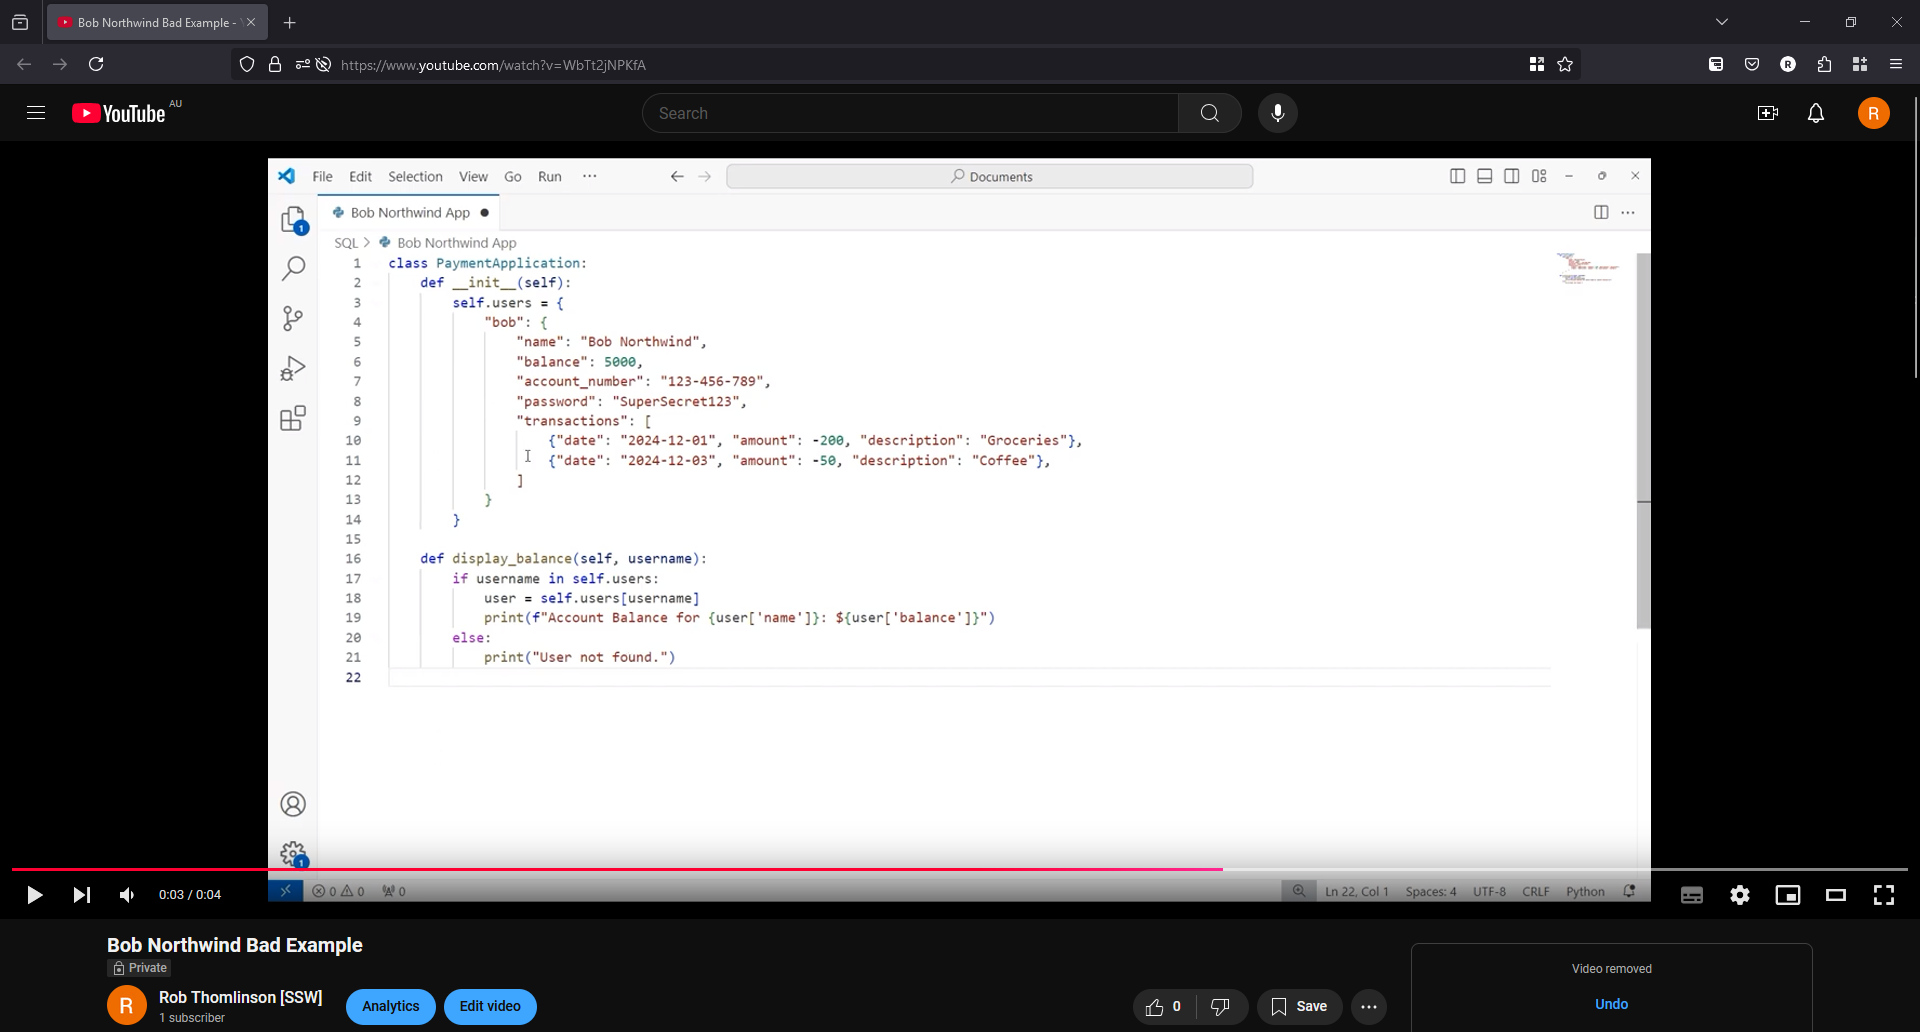 Bob Northwind Bad Example -
https://www.youtube.com/watch?v=WbTt2jNPKfA
R
YouTube AU
Search
R
File Edit Selection View Go Run ···
Documents
Bob Northwind App
1
SQL > Bob Northwind App
1 class PaymentApplication:
2 def __init__(self):
3 self.users = {
4 "bob": {
5 "name": "Bob Northwind",
6 "balance": 5000,
7 "account_number": "123-456-789",
8 "password": "SuperSecret123",
9 "transactions": [
10 {"date": "2024-12-01", "amount": -200, "description": "Groceries"},
11 {"date": "2024-12-03", "amount": -50, "description": "Coffee"},
12 ]
13 }
14 }
15
16 def display_balance(self, username):
17 if username in self.users:
18 user = self.users[username]
19 print(f"Account Balance for {user['name']}: ${user['balance']}")
20 else:
21 print("User not found.")
22
1
0 0 0 Ln 22, Col 1 Spaces: 4 UTF-8 CRLF Python
0:03 / 0:04
Bob Northwind Bad Example
Private
R
Rob Thomlinson [SSW]
1 subscriber
Analytics
Edit video
0
Save
Video removed
Undo